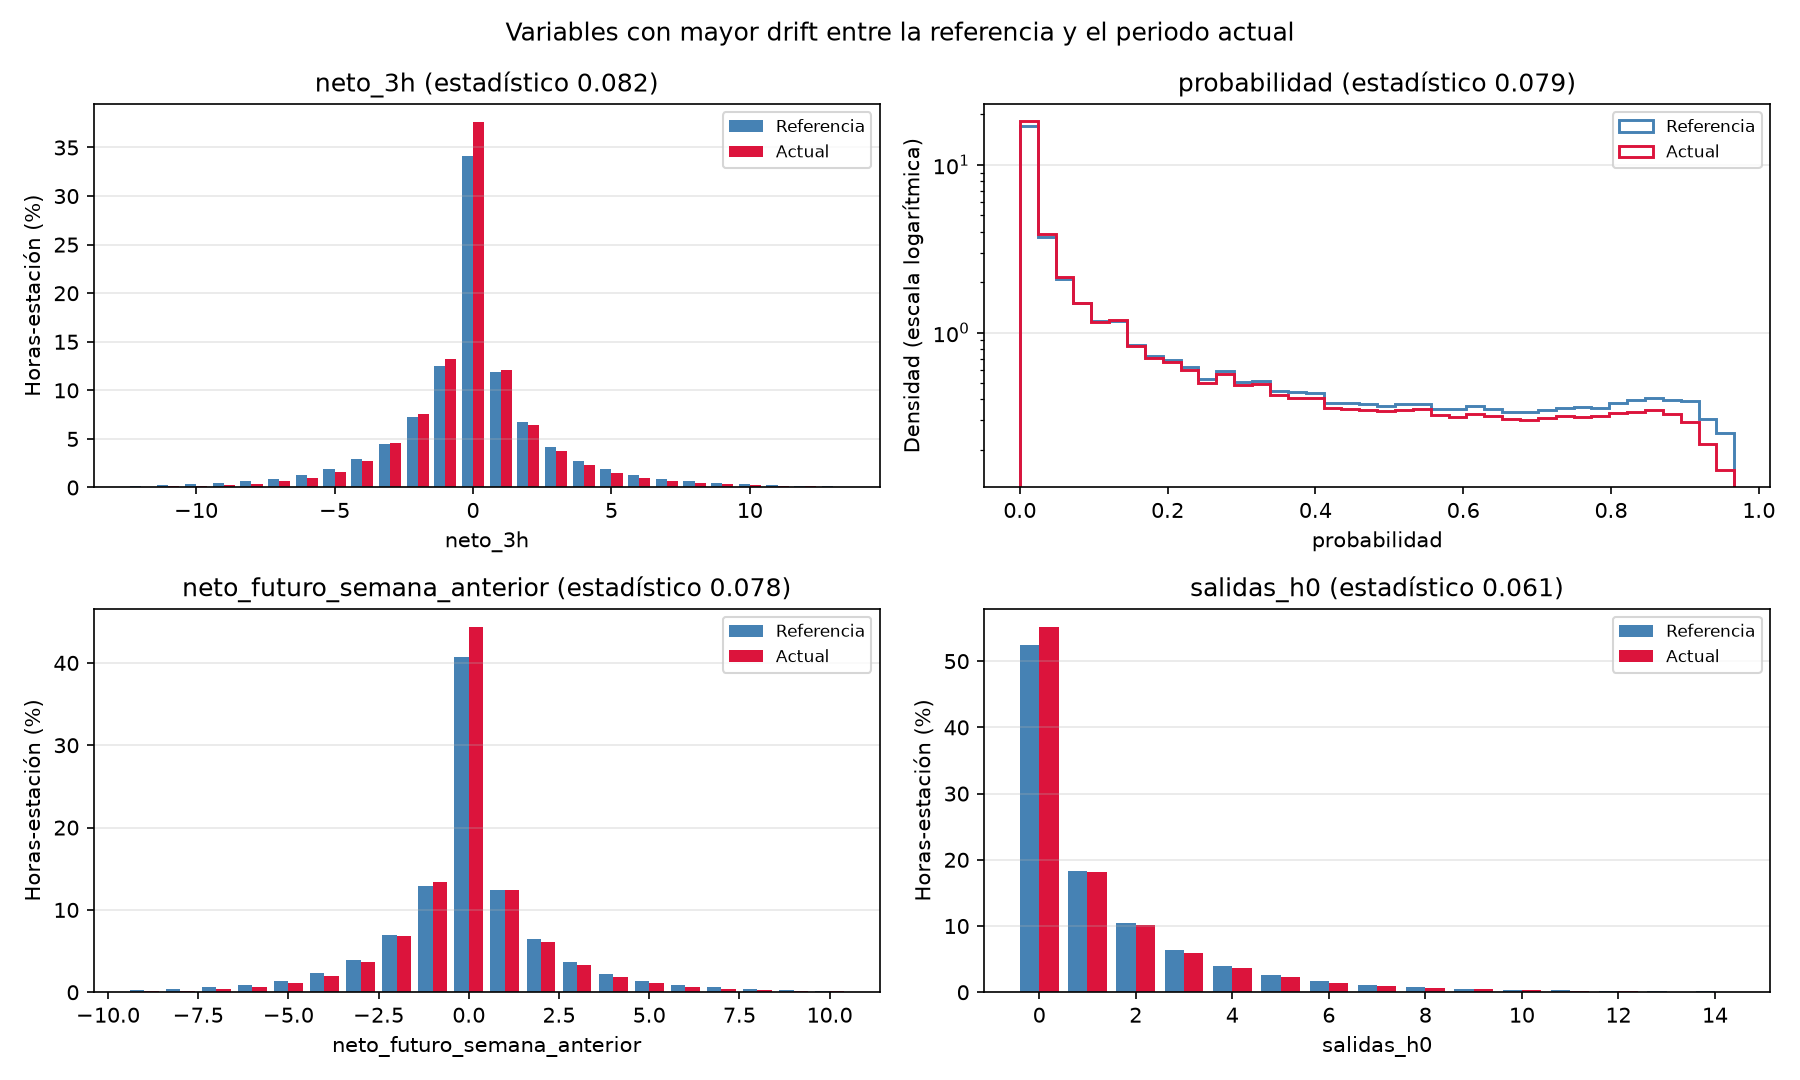 Variables con mayor drift entre la referencia y el periodo actual
neto_3h (estadístico 0.082)
Horas-estación (%)
35
30
25
20
15
10
5
0
Referencia
Actual
−10
−5
0
5
10
neto_3h
probabilidad (estadístico 0.079)
Densidad (escala logarítmica)
10¹
10⁰
Referencia
Actual
0.0
0.2
0.4
0.6
0.8
1.0
probabilidad
neto_futuro_semana_anterior (estadístico 0.078)
Horas-estación (%)
40
30
20
10
0
Referencia
Actual
−10.0
−7.5
−5.0
−2.5
0.0
2.5
5.0
7.5
10.0
neto_futuro_semana_anterior
salidas_h0 (estadístico 0.061)
Horas-estación (%)
50
40
30
20
10
0
Referencia
Actual
0
2
4
6
8
10
12
14
salidas_h0